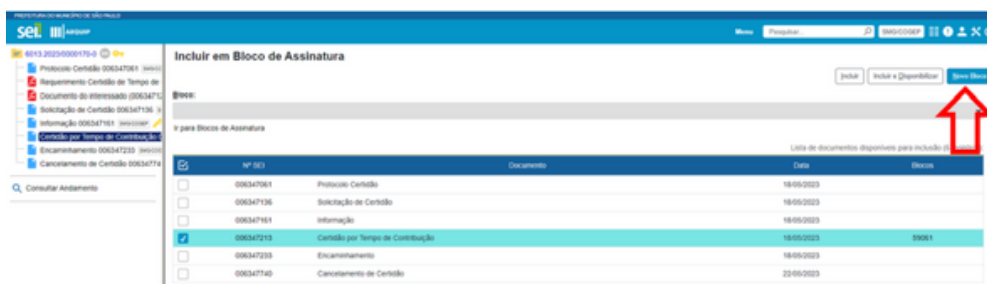 PREFEITURA DO MUNICÍPIO DE SÃO PAULO
sei.
Menu
Pesquisar...
SMG/COGEP
6013.2023/0000170-0
Protocolo Certidão 006347061
Requerimento Certidão de Tempo de
Documento do interessado (0063471
Solicitação de Certidão 006347136
Informação 006347161 SMG/COGEP
Certidão por Tempo de Contribuição
Encaminhamento 006347233
Cancelamento de Certidão 00634774
Consultar Andamento
Incluir em Bloco de Assinatura
Incluir
Incluir e Disponibilizar
Novo Bloco
Bloco:
Ir para Blocos de Assinatura
Lista de documentos disponíveis para inclusão
Nº SEI Documento Data Blocos
006347061 Protocolo Certidão 18/05/2023
006347136 Solicitação de Certidão 18/05/2023
006347161 Informação 18/05/2023
006347213 Certidão por Tempo de Contribuição 18/05/2023 59061
006347233 Encaminhamento 18/05/2023
006347740 Cancelamento de Certidão 22/05/2023